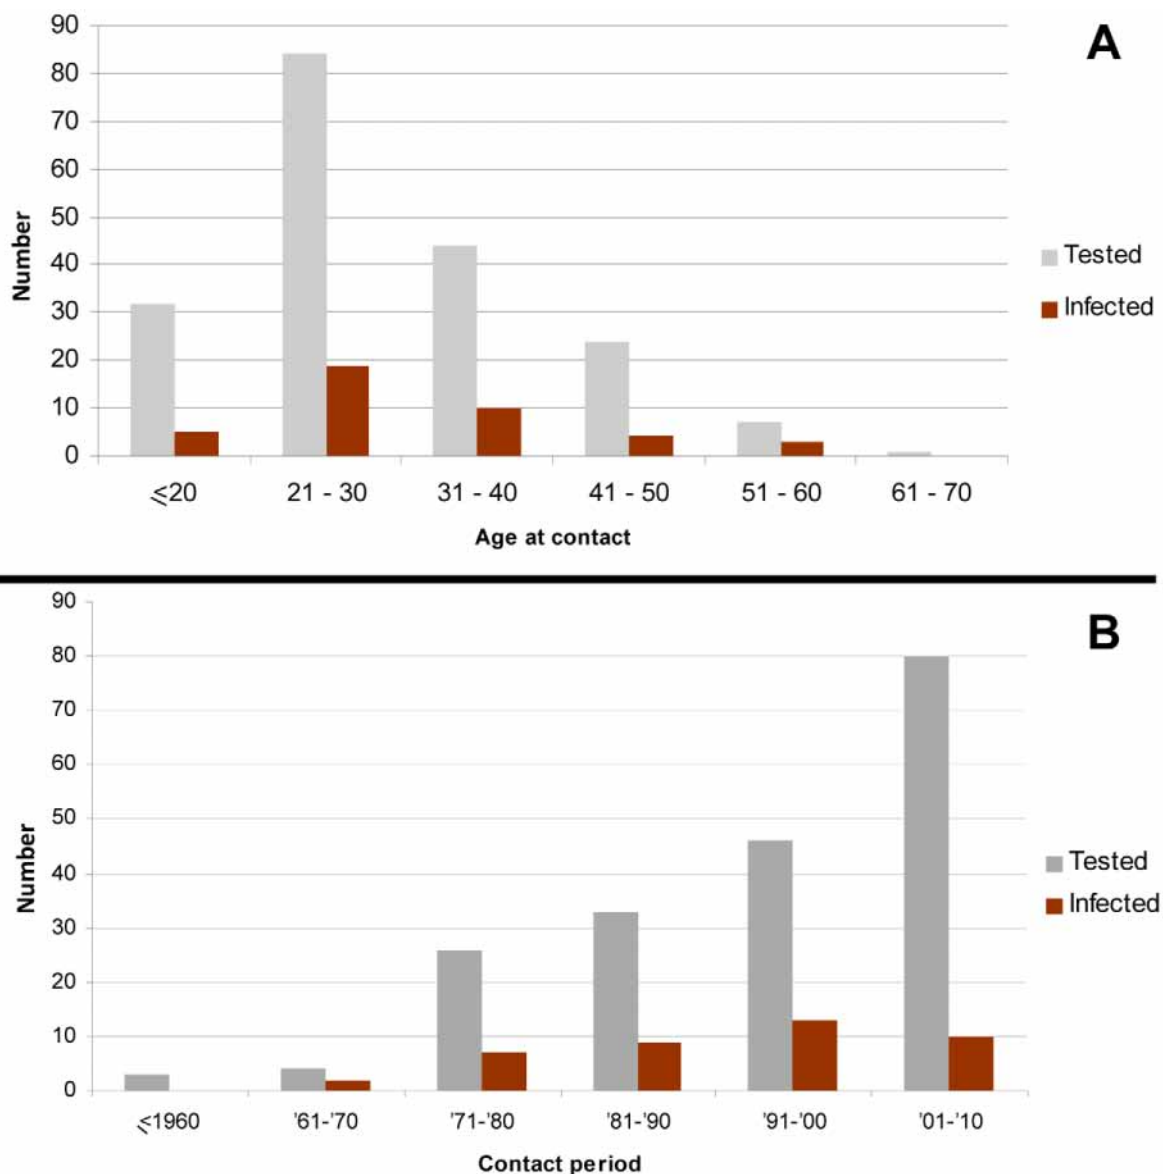 A
90
80
70
60
50
40
30
20
10
0
Number
Tested
Infected
⩽20 21 - 30 31 - 40 41 - 50 51 - 60 61 - 70
Age at contact
B
90
80
70
60
50
40
30
20
10
0
Number
Tested
Infected
⩽1960 '61-'70 '71-'80 '81-'90 '91-'00 '01-'10
Contact period